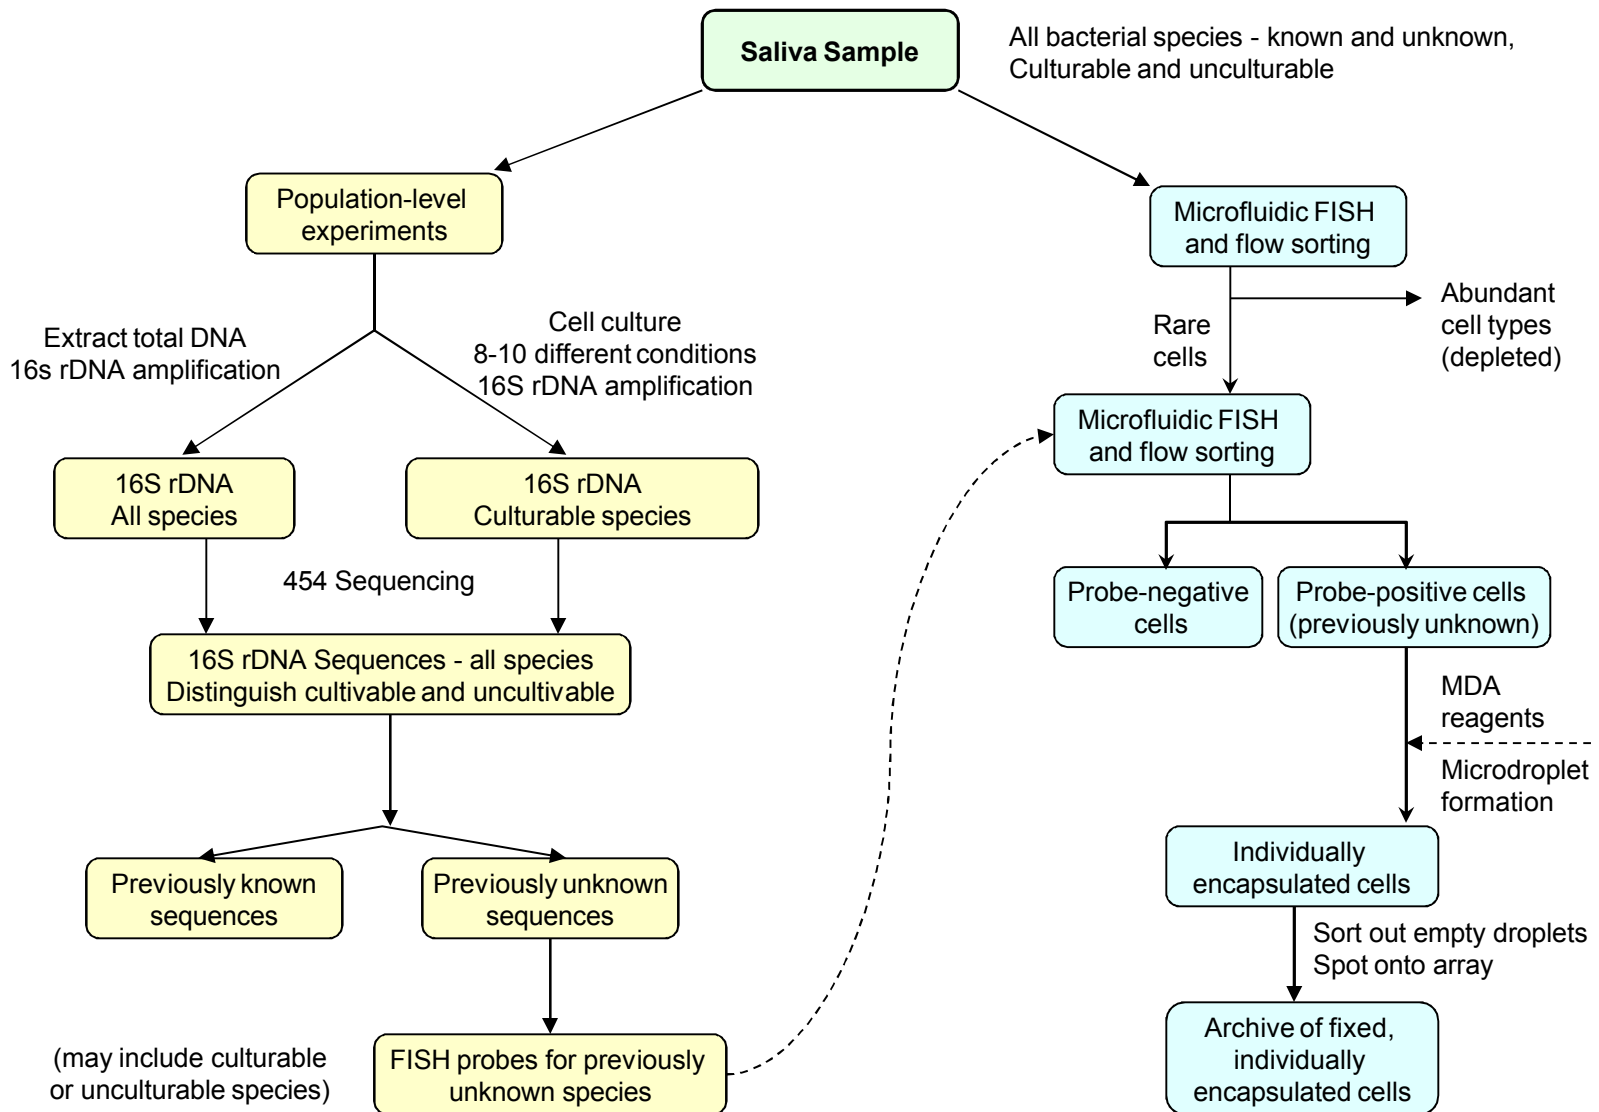 Saliva Sample
All bacterial species - known and unknown,
Culturable and unculturable
Population-level
experiments
Microfluidic FISH
and flow sorting
Extract total DNA
16s rDNA amplification
Cell culture
8-10 different conditions
16S rDNA amplification
Rare
cells
Abundant
cell types
(depleted)
Microfluidic FISH
and flow sorting
16S rDNA
All species
16S rDNA
Culturable species
454 Sequencing
Probe-negative
cells
Probe-positive cells
(previously unknown)
16S rDNA Sequences - all species
Distinguish cultivable and uncultivable
MDA
reagents
Microdroplet
formation
Previously known
sequences
Previously unknown
sequences
Individually
encapsulated cells
Sort out empty droplets
Spot onto array
(may include culturable
or unculturable species)
FISH probes for previously
unknown species
Archive of fixed,
individually
encapsulated cells